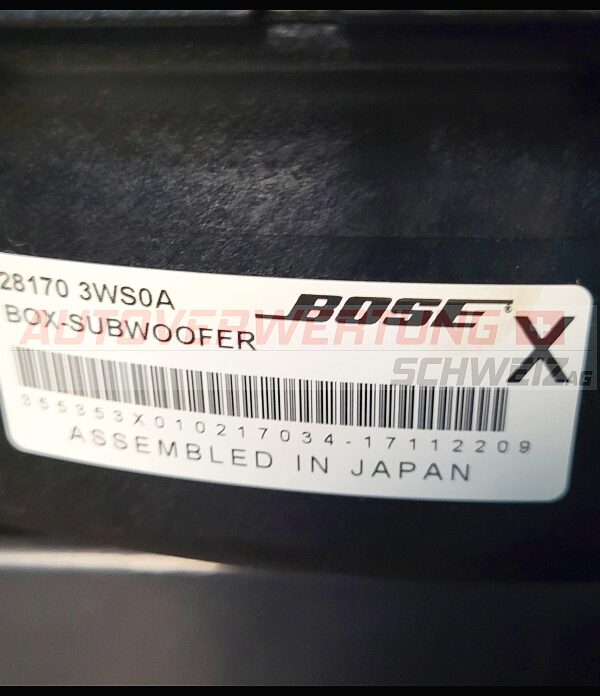 28170 3WS0A
BOSE® X
BOX-SUBWOOFER
AUTOVERWERTUNG
SCHWEIZ AG
355353X010217034-17112209
ASSEMBLED IN JAPAN